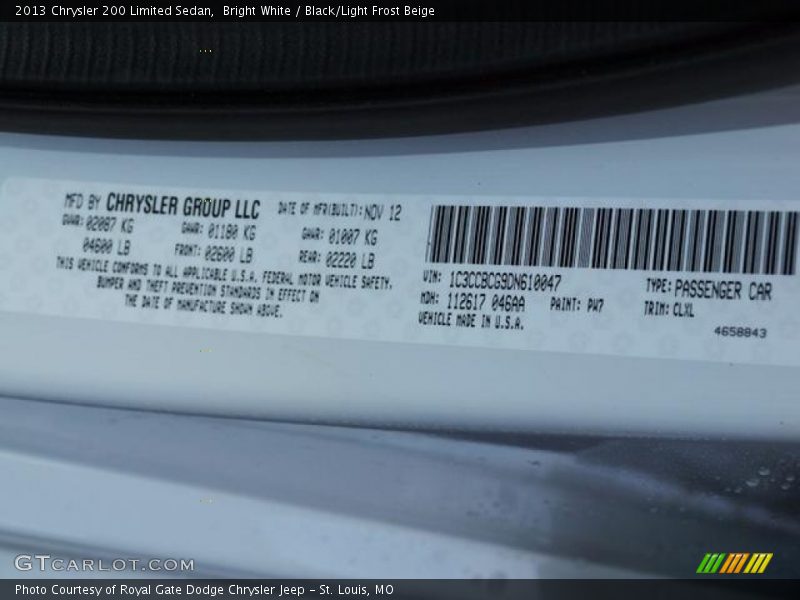 2013 Chrysler 200 Limited Sedan,  Bright White / Black/Light Frost Beige
MFD BY CHRYSLER GROUP LLC DATE OF MFR(BUILT): NOV 12
GVWR: 02087 KG GAWR: 01180 KG GAWR: 01007 KG
04600 LB FRONT: 02600 LB REAR: 02220 LB
THIS VEHICLE CONFORMS TO ALL APPLICABLE U.S.A. FEDERAL MOTOR VEHICLE SAFETY,
BUMPER AND THEFT PREVENTION STANDARDS IN EFFECT ON
THE DATE OF MANUFACTURE SHOWN ABOVE.
VIN: 1C3CCBCG9DN610047 TYPE: PASSENGER CAR
MDH: 112617 046AA PAINT: PW7 TRIM: CLXL
VEHICLE MADE IN U.S.A.
4658843
GTCARLOT.COM
Photo Courtesy of Royal Gate Dodge Chrysler Jeep – St. Louis, MO